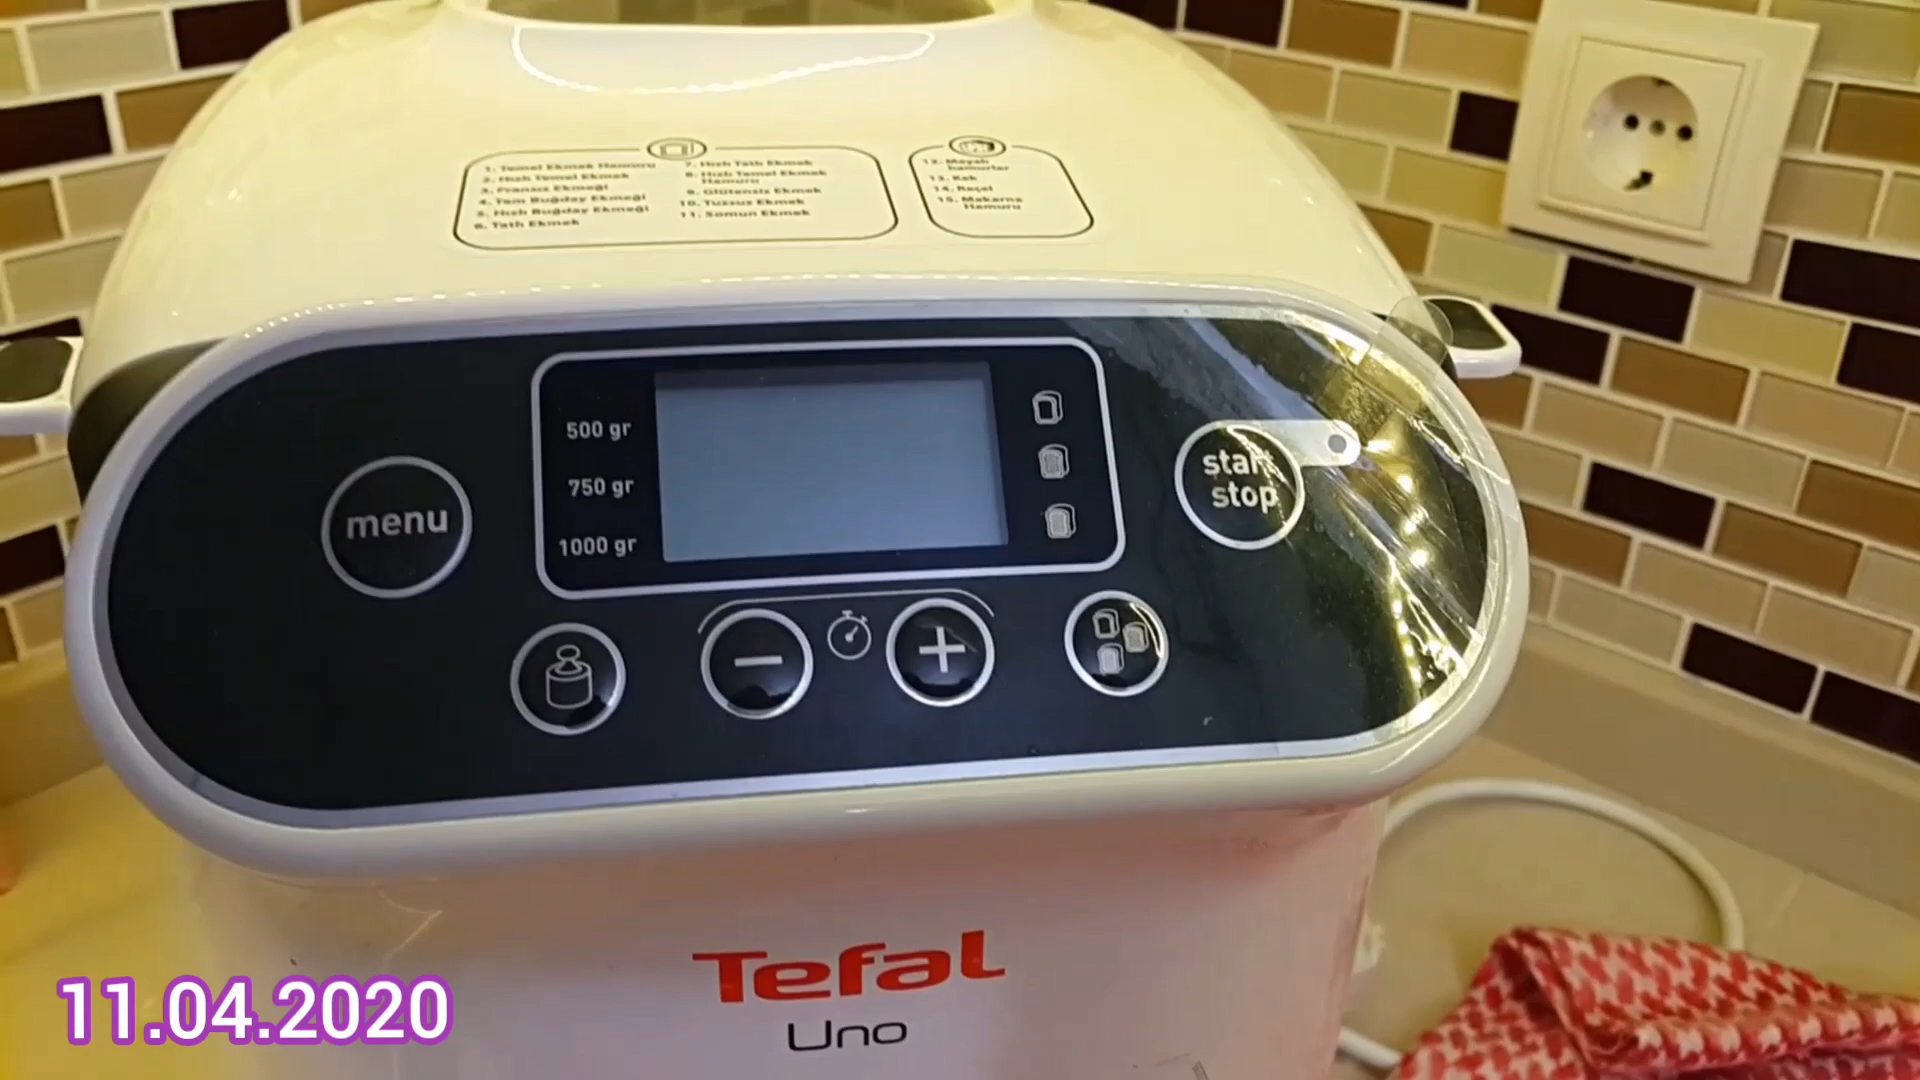 1. Temel Ekmek Hamuru
2. Hızlı Temel Ekmek
3. Fransız Ekmeği
4. Tam Buğday Ekmeği
5. Hızlı Buğday Ekmeği
6. Tatlı Ekmek
7. Hızlı Tatlı Ekmek
8. Hızlı Temel Ekmek
Hamuru
9. Glütensiz Ekmek
10. Tuzsuz Ekmek
11. Somun Ekmek
12. Mayalı
hamurlar
13. Kek
14. Reçel
15. Makarna
Hamuru
menu
500 gr
750 gr
1000 gr
start
stop
Tefal
Uno
11.04.2020